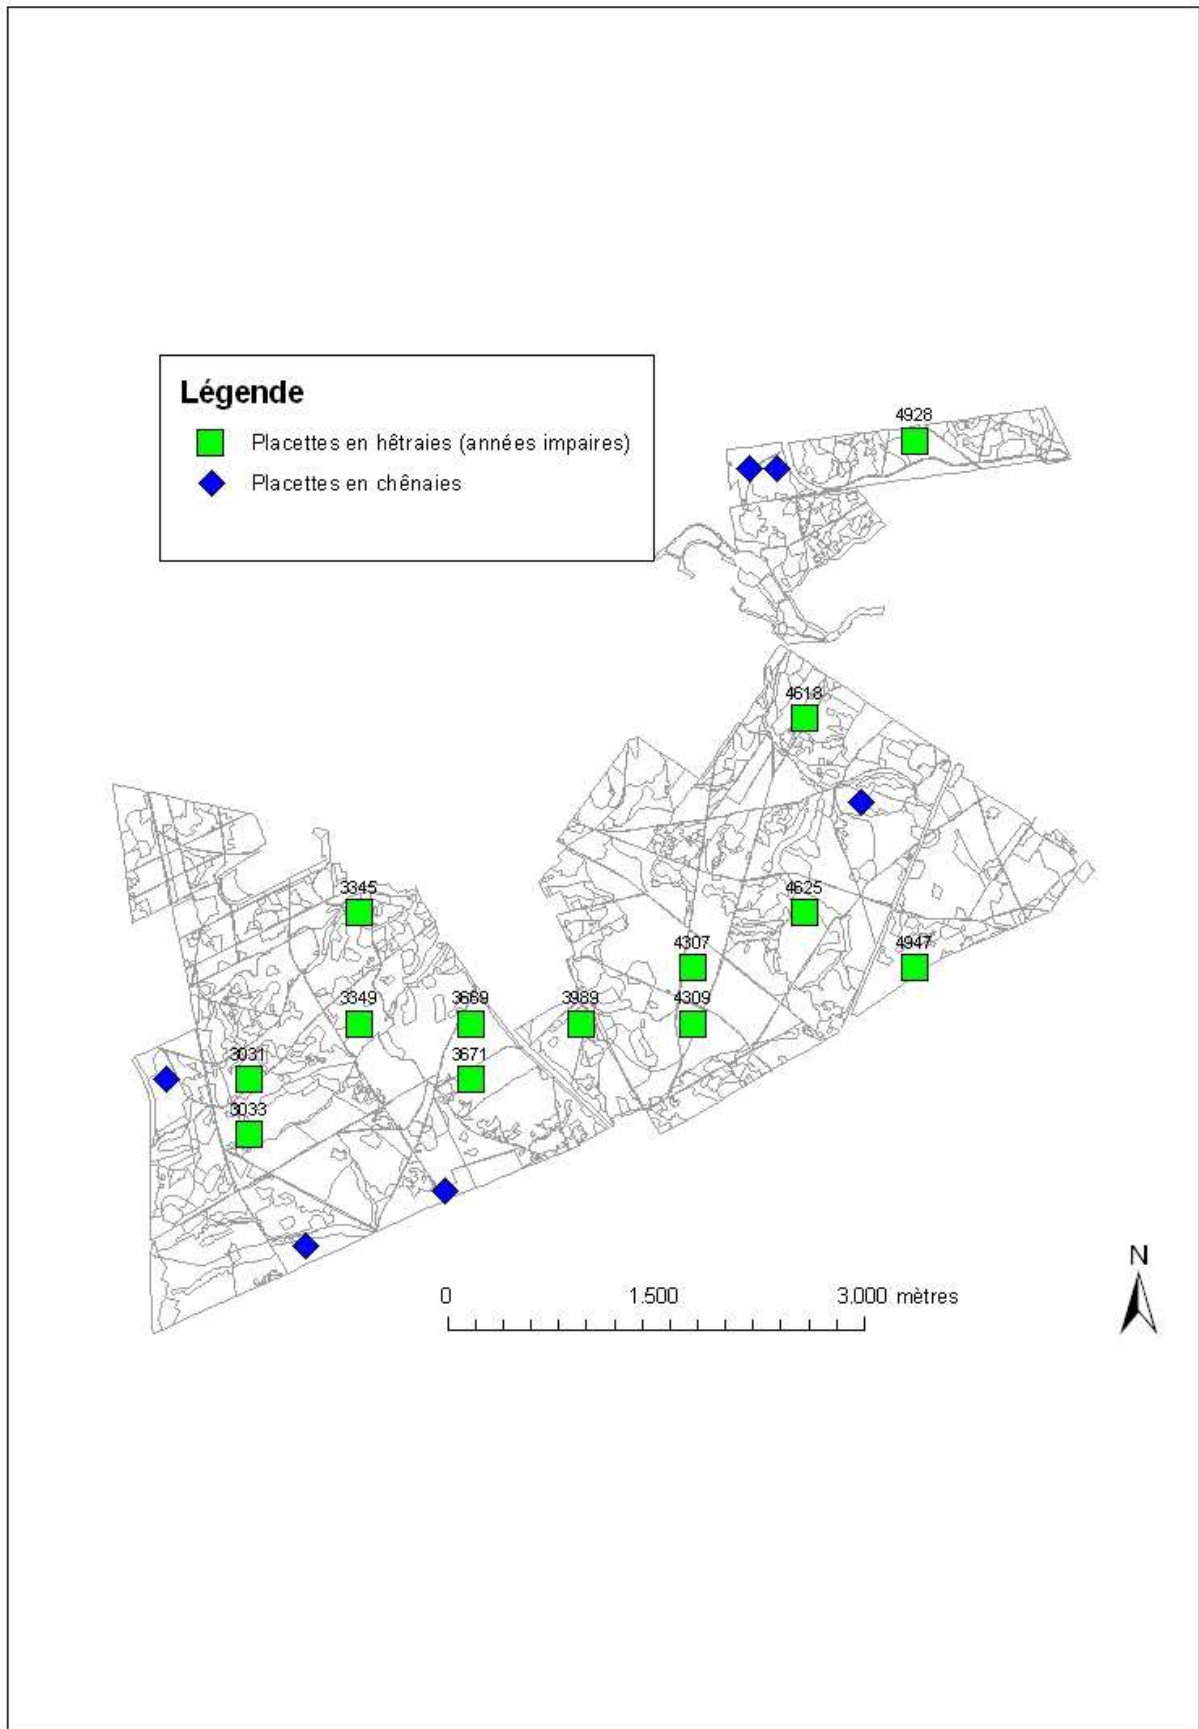 Légende
Placettes en hêtraies (années impaires)
Placettes en chênaies
4928
4618
3345
4625
4307
4947
3349
3669
3989
4309
3031
3671
3033
N
0 1.500 3.000 mètres